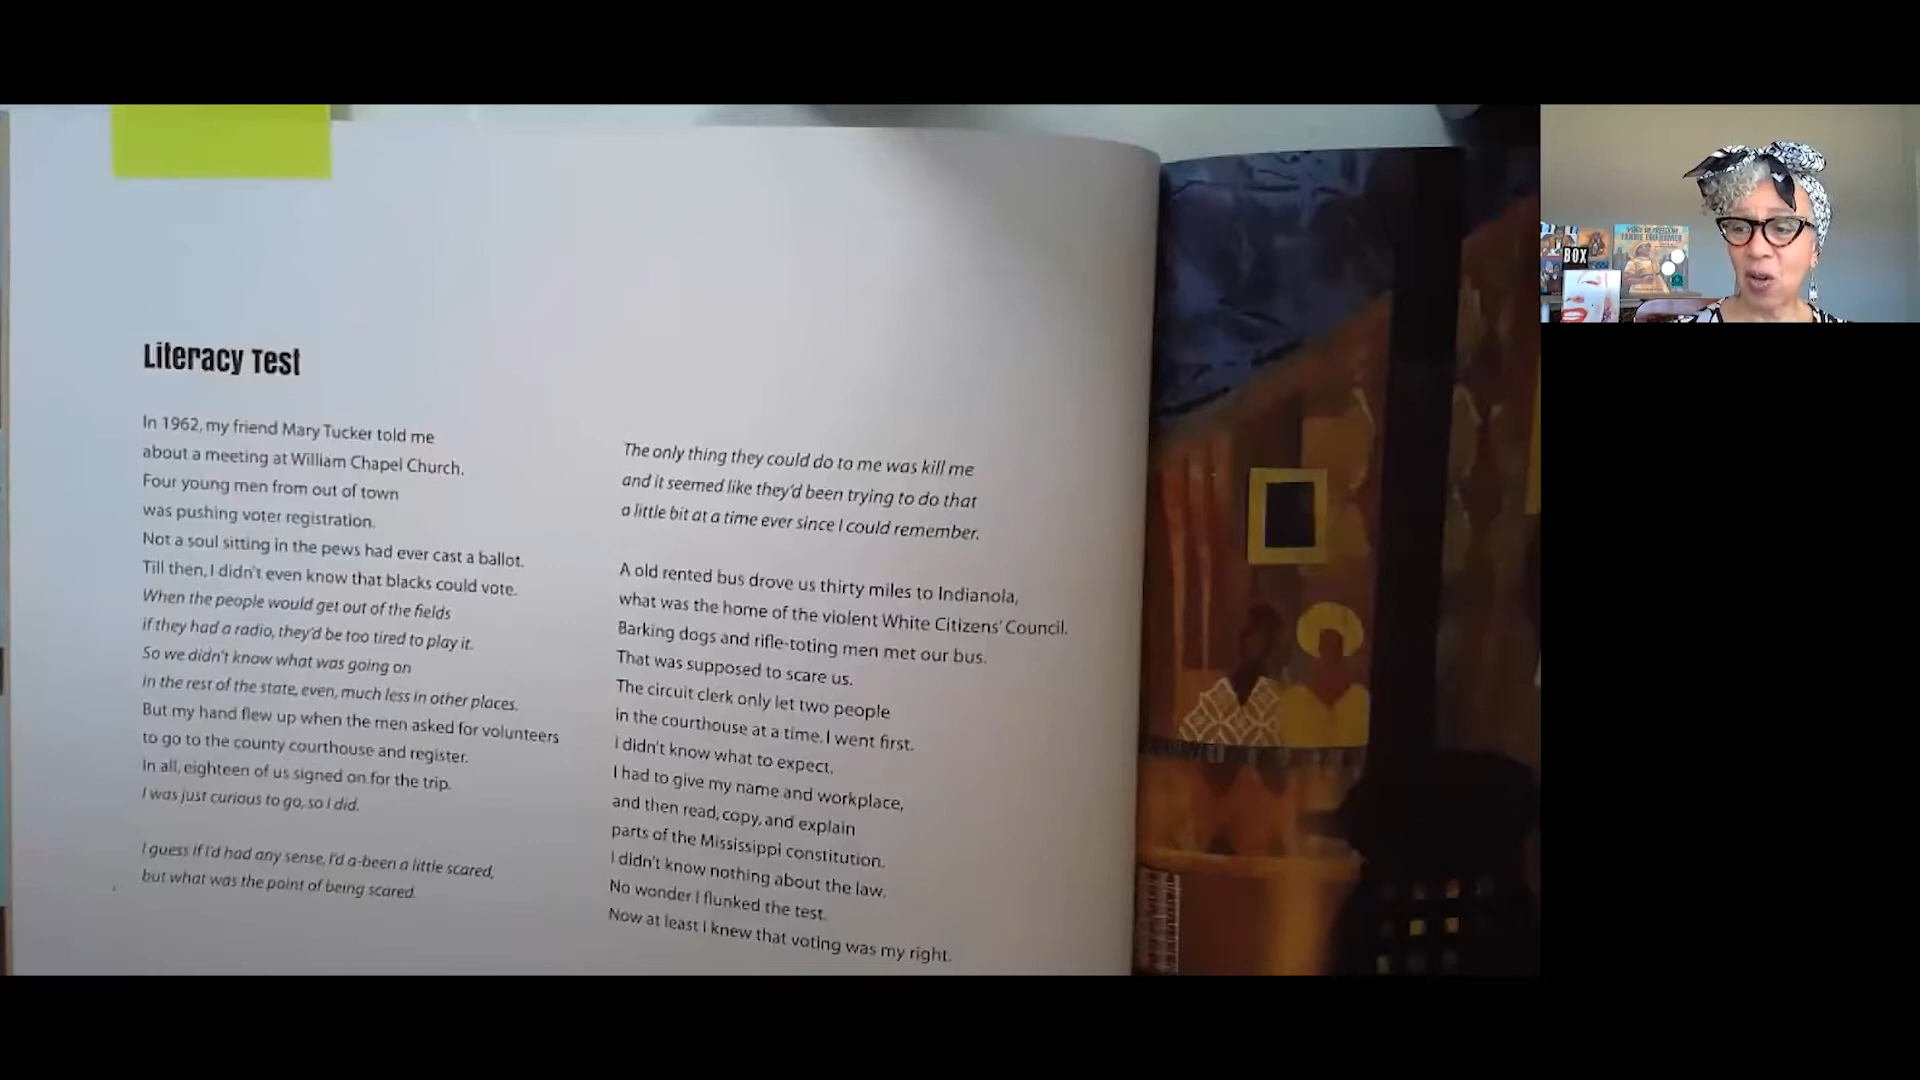 Literacy Test
In 1962, my friend Mary Tucker told me
about a meeting at William Chapel Church.
Four young men from out of town
was pushing voter registration.
Not a soul sitting in the pews had ever cast a ballot.
Till then, I didn't even know that blacks could vote.
When the people would get out of the fields
if they had a radio, they'd be too tired to play it.
So we didn't know what was going on
in the rest of the state, even, much less in other places.
But my hand flew up when the men asked for volunteers
to go to the county courthouse and register.
In all, eighteen of us signed on for the trip.
I was just curious to go, so I did.
I guess if I'd had any sense, I'd a-been a little scared,
but what was the point of being scared.
The only thing they could do to me was kill me
and it seemed like they'd been trying to do that
a little bit at a time ever since I could remember.
A old rented bus drove us thirty miles to Indianola,
what was the home of the violent White Citizens' Council.
Barking dogs and rifle-toting men met our bus.
That was supposed to scare us.
The circuit clerk only let two people
in the courthouse at a time. I went first.
I didn't know what to expect.
I had to give my name and workplace,
and then read, copy, and explain
parts of the Mississippi constitution.
I didn't know nothing about the law.
No wonder I flunked the test.
Now at least I knew that voting was my right.
BOX
VOICE OF FREEDOM
FANNIE LOU HAMER